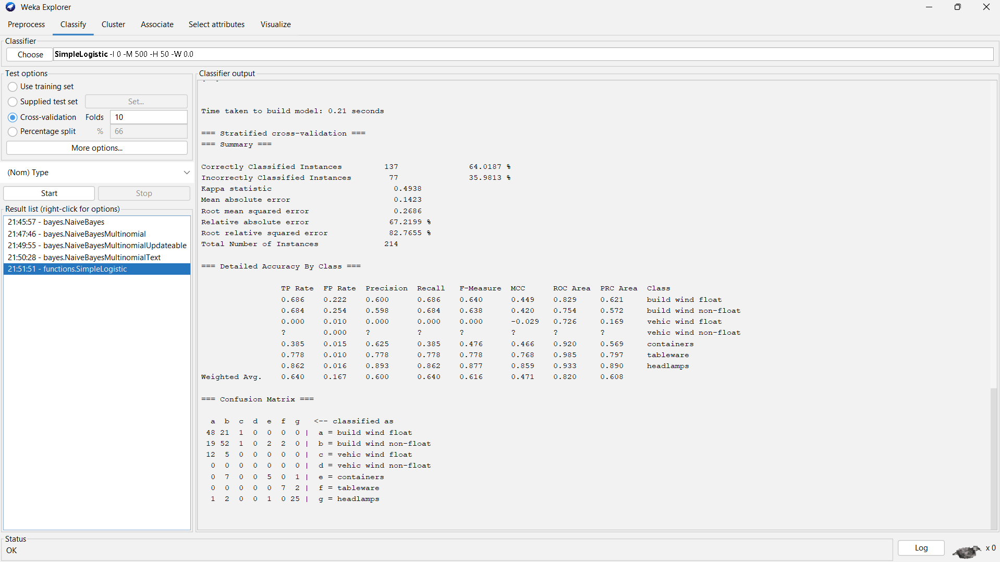 Weka Explorer
Preprocess Classify Cluster Associate Select attributes Visualize
Classifier
Choose SimpleLogistic -I 0 -M 500 -H 50 -W 0.0
Test options
Use training set
Supplied test set Set...
Cross-validation Folds 10
Percentage split % 66
More options...
(Nom) Type
Start Stop
Result list (right-click for options)
21:45:57 - bayes.NaiveBayes
21:47:46 - bayes.NaiveBayesMultinomial
21:49:55 - bayes.NaiveBayesMultinomialUpdateable
21:50:28 - bayes.NaiveBayesMultinomialText
21:51:51 - functions.SimpleLogistic
Classifier output
Time taken to build model: 0.21 seconds
=== Stratified cross-validation ===
=== Summary ===
Correctly Classified Instances 137 64.0187 %
Incorrectly Classified Instances 77 35.9813 %
Kappa statistic 0.4938
Mean absolute error 0.1423
Root mean squared error 0.2686
Relative absolute error 67.2199 %
Root relative squared error 82.7655 %
Total Number of Instances 214
=== Detailed Accuracy By Class ===
TP Rate FP Rate Precision Recall F-Measure MCC ROC Area PRC Area Class
0.686 0.222 0.600 0.686 0.640 0.449 0.829 0.621 build wind float
0.684 0.254 0.598 0.684 0.638 0.420 0.754 0.572 build wind non-float
0.000 0.010 0.000 0.000 0.000 -0.029 0.726 0.169 vehic wind float
? 0.000 ? ? ? ? ? ? vehic wind non-float
0.385 0.015 0.625 0.385 0.476 0.466 0.920 0.569 containers
0.778 0.010 0.778 0.778 0.778 0.768 0.985 0.797 tableware
0.862 0.016 0.893 0.862 0.877 0.859 0.933 0.890 headlamps
Weighted Avg. 0.640 0.167 0.600 0.640 0.616 0.471 0.820 0.608
=== Confusion Matrix ===
a b c d e f g <-- classified as
48 21 1 0 0 0 0 | a = build wind float
19 52 1 0 2 2 0 | b = build wind non-float
12 5 0 0 0 0 0 | c = vehic wind float
0 0 0 0 0 0 0 | d = vehic wind non-float
0 7 0 0 5 0 1 | e = containers
0 0 0 0 0 7 2 | f = tableware
1 2 0 0 1 0 25 | g = headlamps
Status
OK
Log
x 0